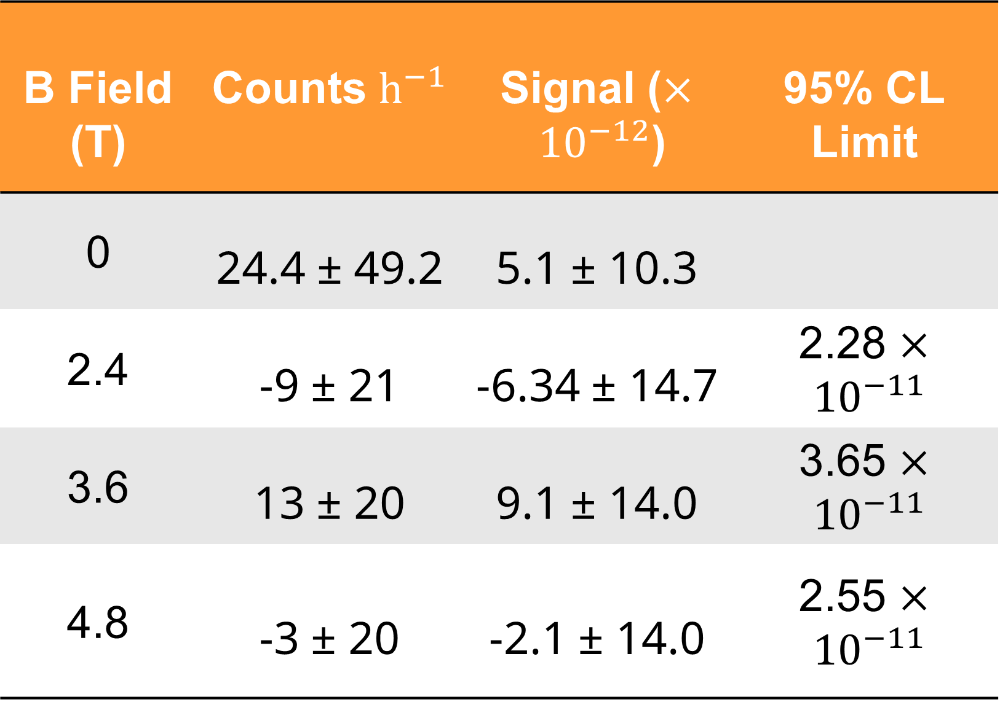 B Field (T) Counts h⁻¹ Signal (× 10⁻¹²) 95% CL Limit
0 24.4 ± 49.2 5.1 ± 10.3
2.4 -9 ± 21 -6.34 ± 14.7 2.28 × 10⁻¹¹
3.6 13 ± 20 9.1 ± 14.0 3.65 × 10⁻¹¹
4.8 -3 ± 20 -2.1 ± 14.0 2.55 × 10⁻¹¹